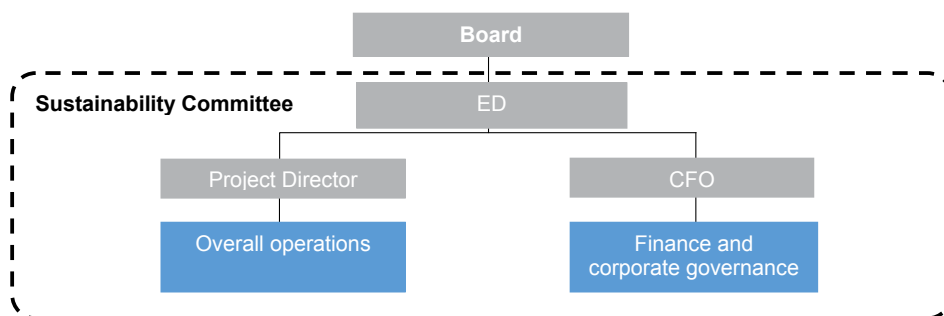 Board
Sustainability Committee
ED
Project Director
CFO
Overall operations
Finance and
corporate governance